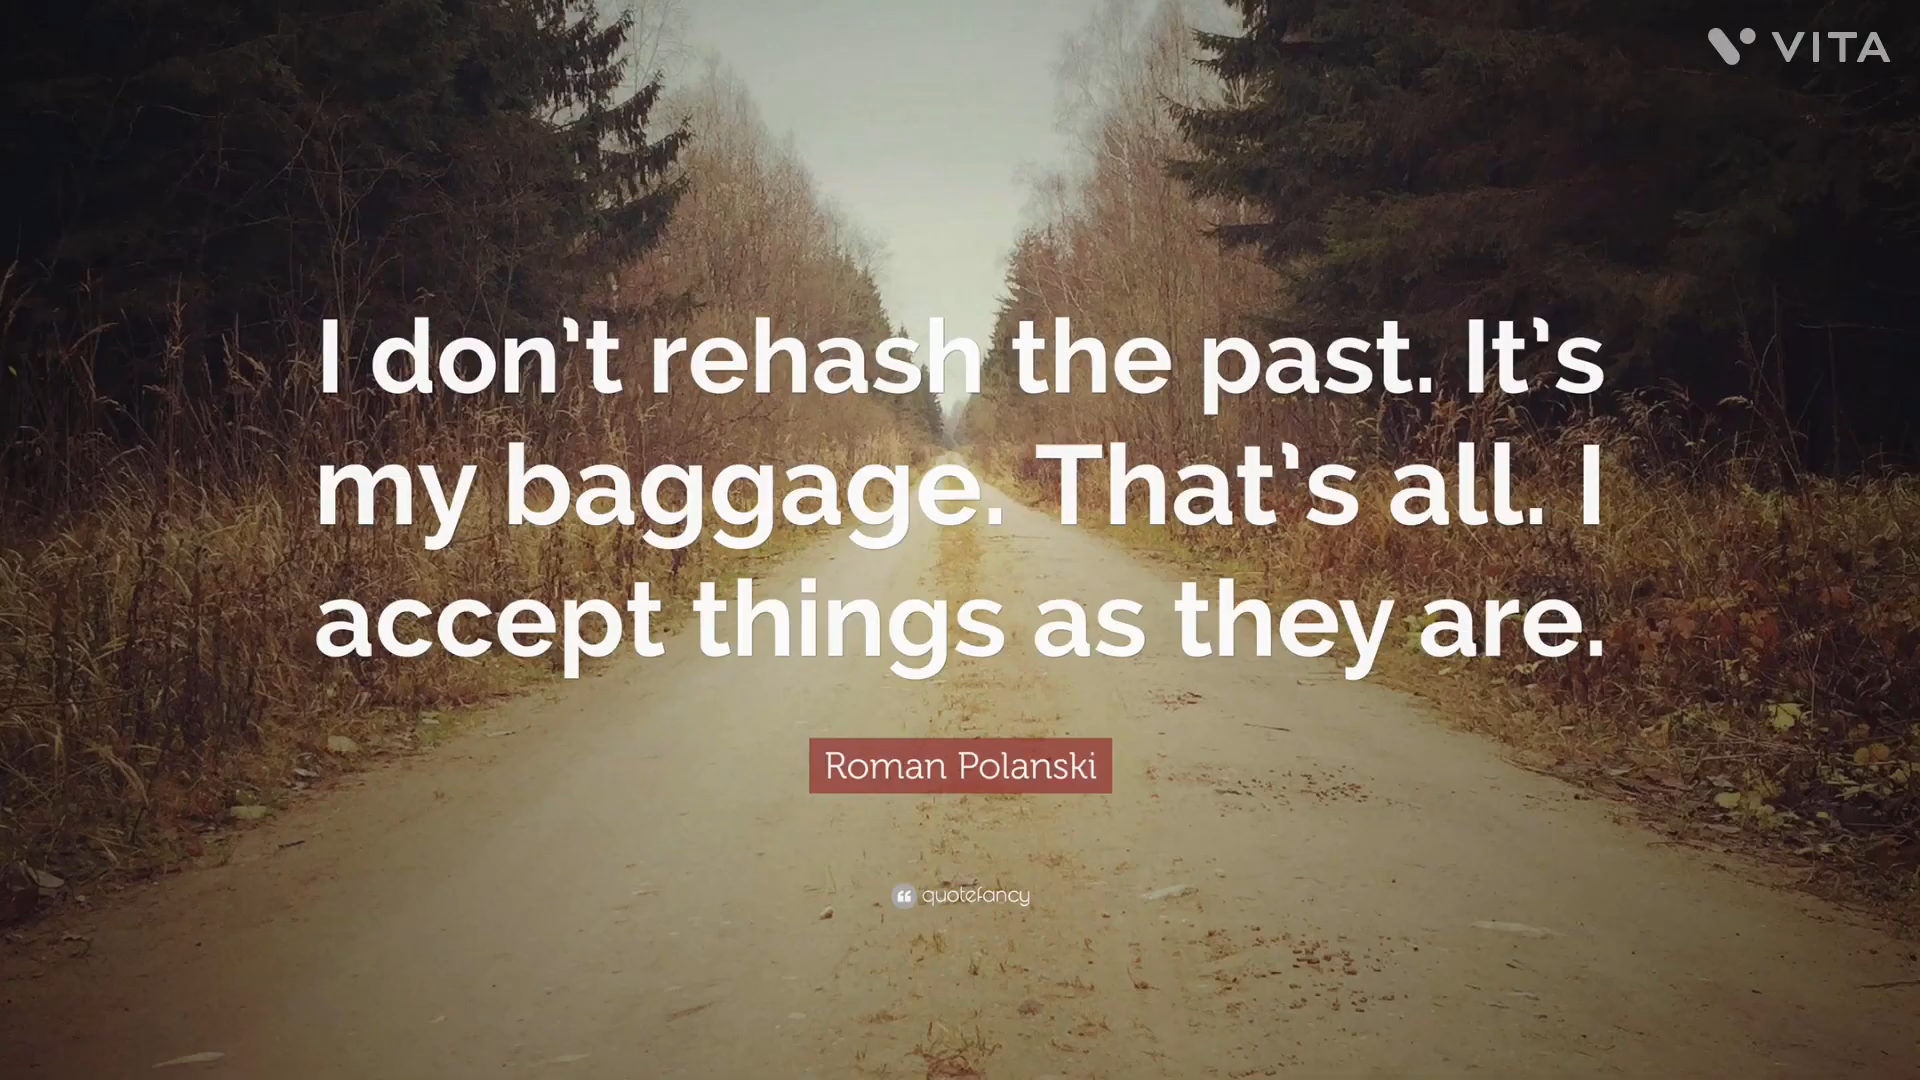 VITA
I don’t rehash the past. It’s
my baggage. That’s all. I
accept things as they are.
Roman Polanski
quotefancy